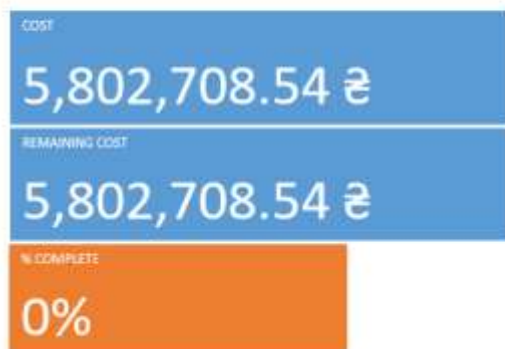 COST
5,802,708.54 ₴
REMAINING COST
5,802,708.54 ₴
% COMPLETE
0%